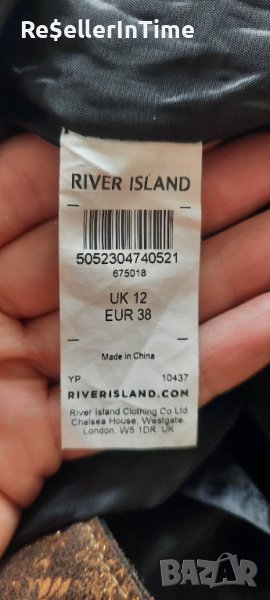 Re$ellerInTime
RIVER ISLAND
5052304740521
675018
UK 12
EUR 38
Made in China
YP 10437
RIVERISLAND.COM
River Island Clothing Co Ltd
Chelsea House, Westgate
London. W5 1DR. UK
BAZAR